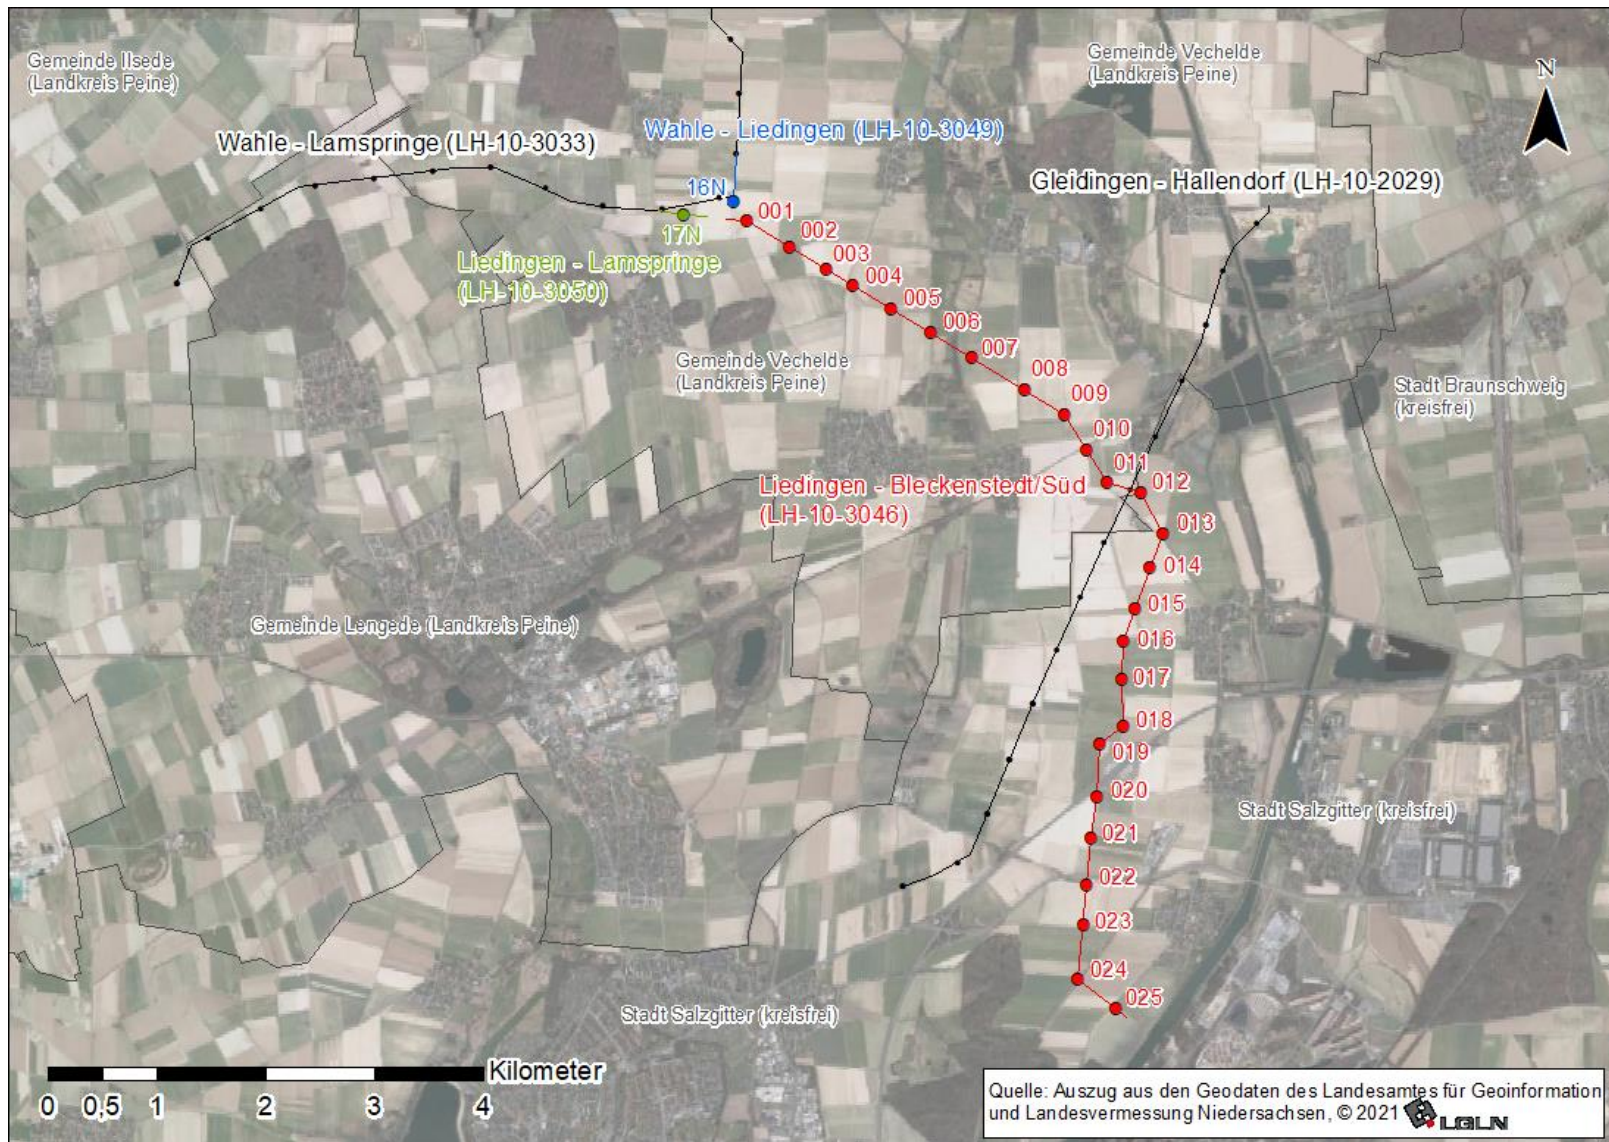 Gemeinde Ilsede
(Landkreis Peine)
Gemeinde Vechelde
(Landkreis Peine)
N
Wahle - Lamspringe (LH-10-3033)
Wahle - Liedingen (LH-10-3049)
Gleidingen - Hallendorf (LH-10-2029)
16N
17N
Liedingen - Lamspringe
(LH-10-3050)
001
002
003
004
005
006
007
Gemeinde Vechelde
(Landkreis Peine)
008
Stadt Braunschweig
(kreisfrei)
009
010
011
012
Liedingen - Bleckenstedt/Süd
(LH-10-3046)
013
014
015
Gemeinde Lengede (Landkreis Peine)
016
017
018
019
020
Stadt Salzgitter (kreisfrei)
021
022
023
024
025
Stadt Salzgitter (kreisfrei)
Kilometer
0 0,5 1 2 3 4
Quelle: Auszug aus den Geodaten des Landesamtes für Geoinformation
und Landesvermessung Niedersachsen, © 2021 LGLN